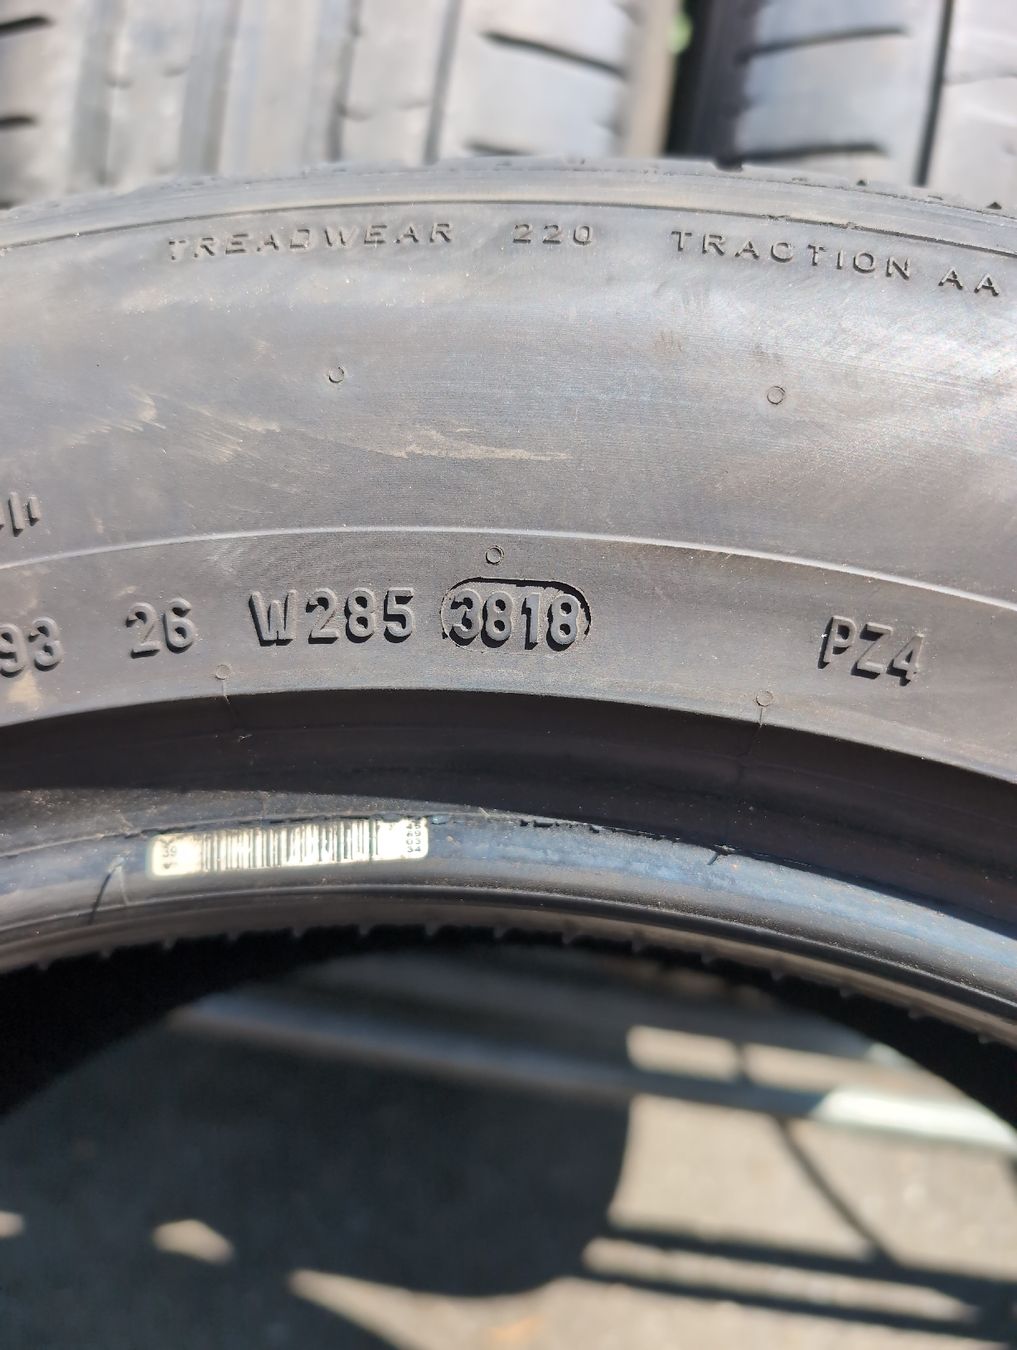 TREADWEAR 220 TRACTION AA
93 26 W285 3818 PZ4